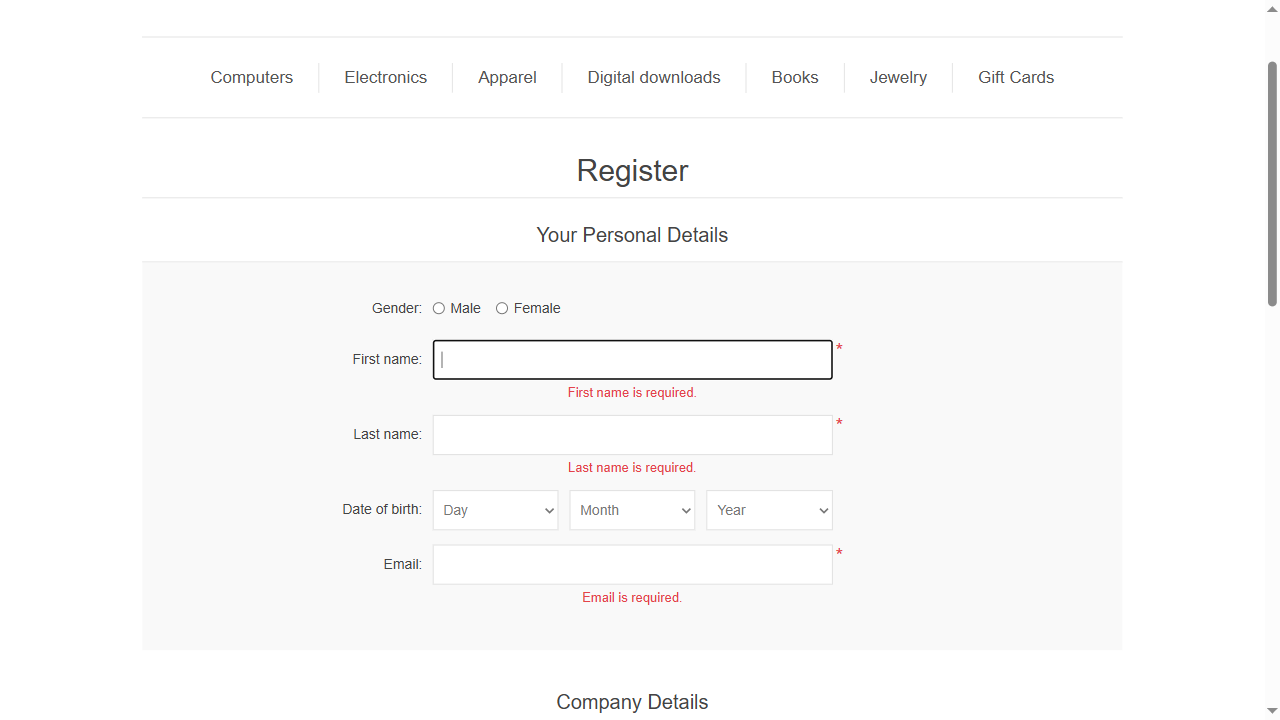 Computers Electronics Apparel Digital downloads Books Jewelry Gift Cards
Register
Your Personal Details
Gender: Male Female
First name: *
First name is required.
Last name: *
Last name is required.
Date of birth: Day Month Year
Email: *
Email is required.
Company Details